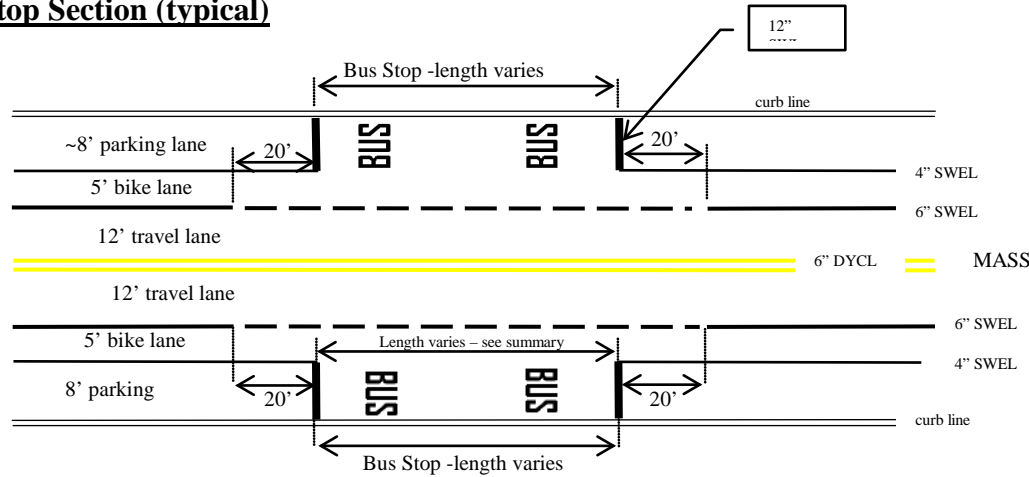 top Section (typical)
12”
Bus Stop -length varies
curb line
~8’ parking lane
20’
BUS
BUS
20’
4” SWEL
5’ bike lane
6” SWEL
12’ travel lane
6” DYCL
MASS
12’ travel lane
6” SWEL
5’ bike lane
Length varies – see summary
4” SWEL
8’ parking
20’
BUS
BUS
20’
curb line
Bus Stop -length varies